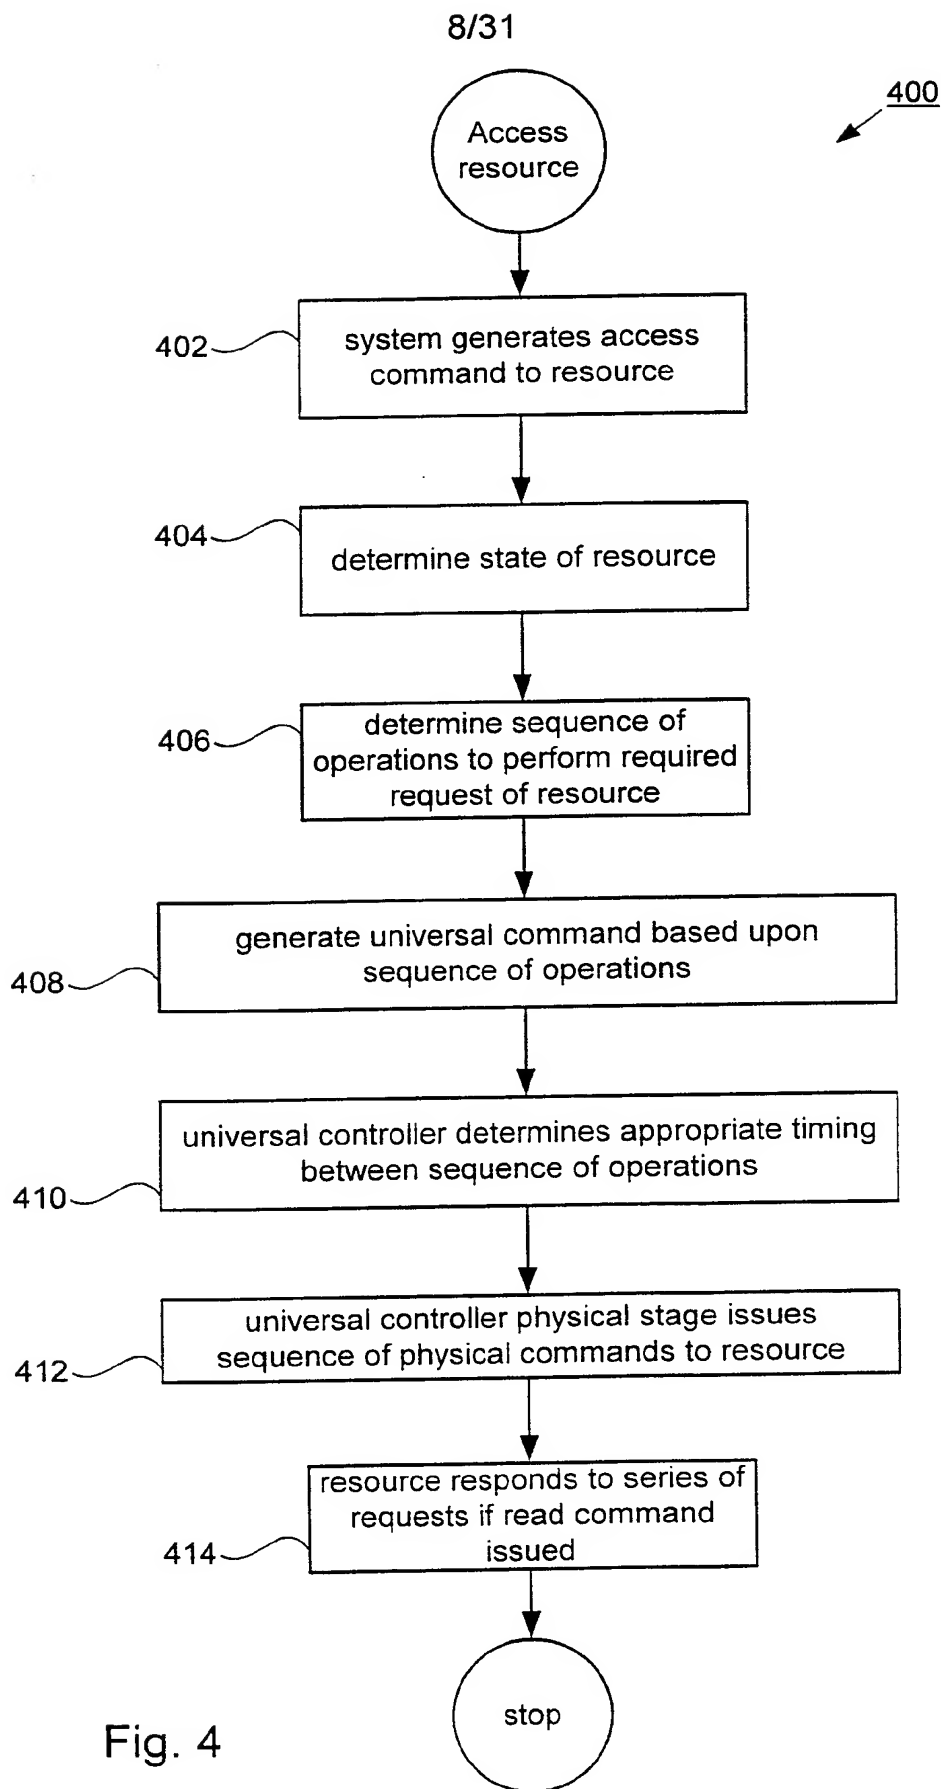 8/31
400
Access
resource
402
system generates access
command to resource
404
determine state of resource
406
determine sequence of
operations to perform required
request of resource
408
generate universal command based upon
sequence of operations
410
universal controller determines appropriate timing
between sequence of operations
412
universal controller physical stage issues
sequence of physical commands to resource
414
resource responds to series of
requests if read command
issued
stop
Fig. 4